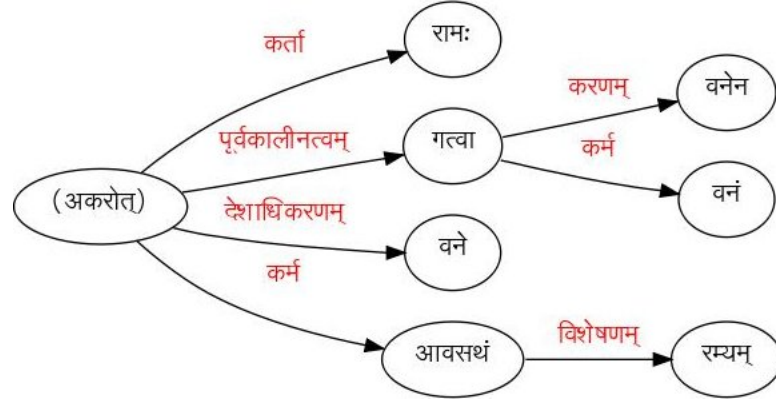 कर्ता
रामः
पूर्वकालीनत्वम्
गत्वा
करणम्
वनेन
कर्म
वनं
(अकरोत्)
देशाधिकरणम्
वने
कर्म
आवसथं
विशेषणम्
रम्यम्